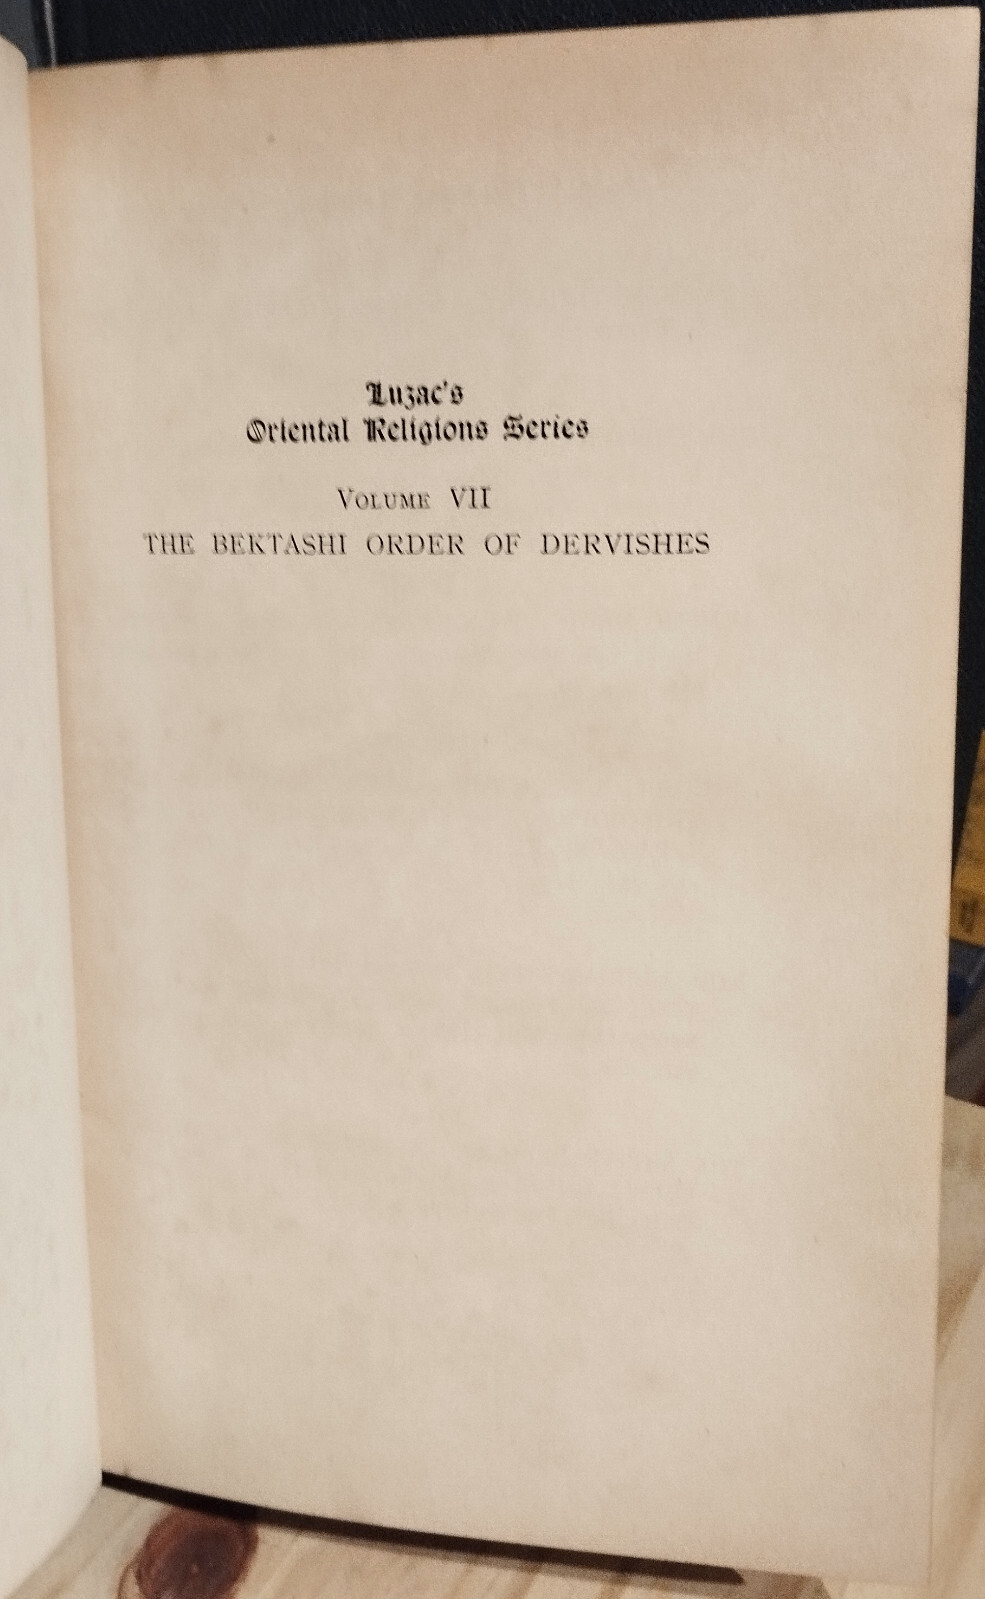 Luzac's
Oriental Religions Series
VOLUME VII
THE BEKTASHI ORDER OF DERVISHES